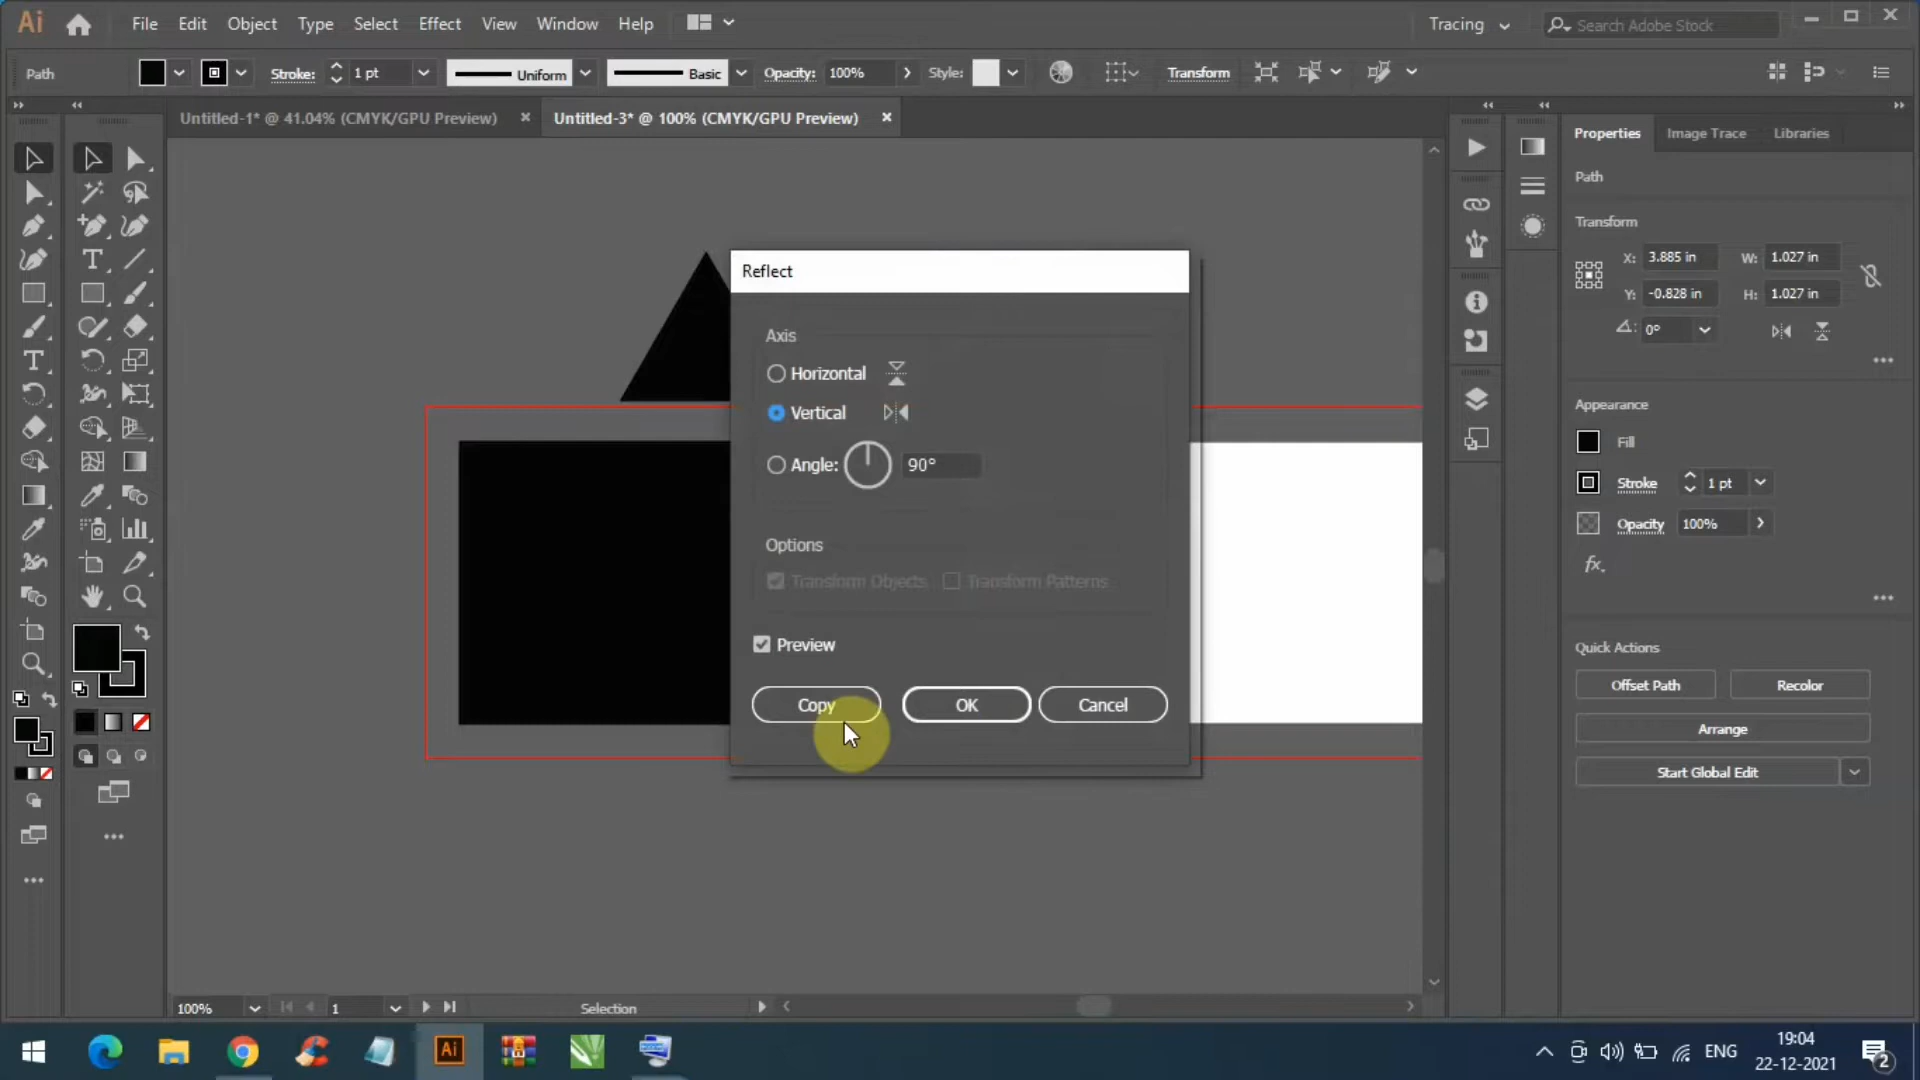 Ai File Edit Object Type Select Effect View Window Help Tracing Search Adobe Stock
Path Stroke: 1 pt Uniform Basic Opacity: 100% Style: Transform
Untitled-1* @ 41.04% (CMYK/GPU Preview) Untitled-3* @ 100% (CMYK/GPU Preview)
Properties Image Trace Libraries
Path
Transform
X: 3.885 in W: 1.027 in
Y: -0.828 in H: 1.027 in
0°
Appearance
Fill
Stroke 1 pt
Opacity 100%
fx.
Quick Actions
Offset Path Recolor
Arrange
Start Global Edit
Reflect
Axis
Horizontal
Vertical
Angle: 90°
Options
Transform Objects Transform Patterns
Preview
Copy OK Cancel
100% 1 Selection
Ai ENG 19:04
22-12-2021
2